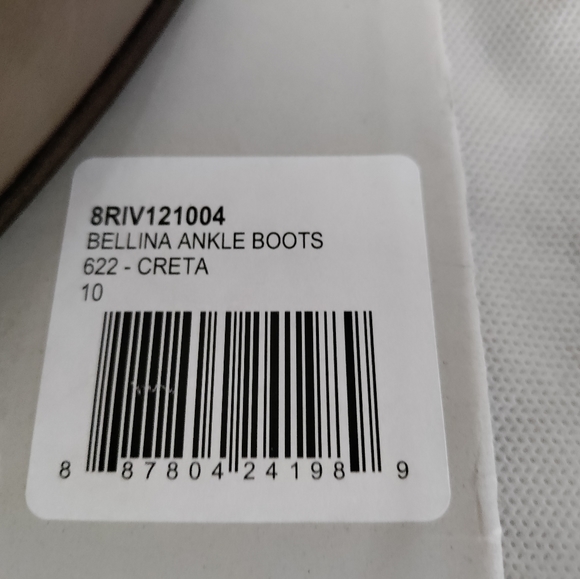 8RIV121004
BELLINA ANKLE BOOTS
622 - CRETA
10
8 87804 24198 9